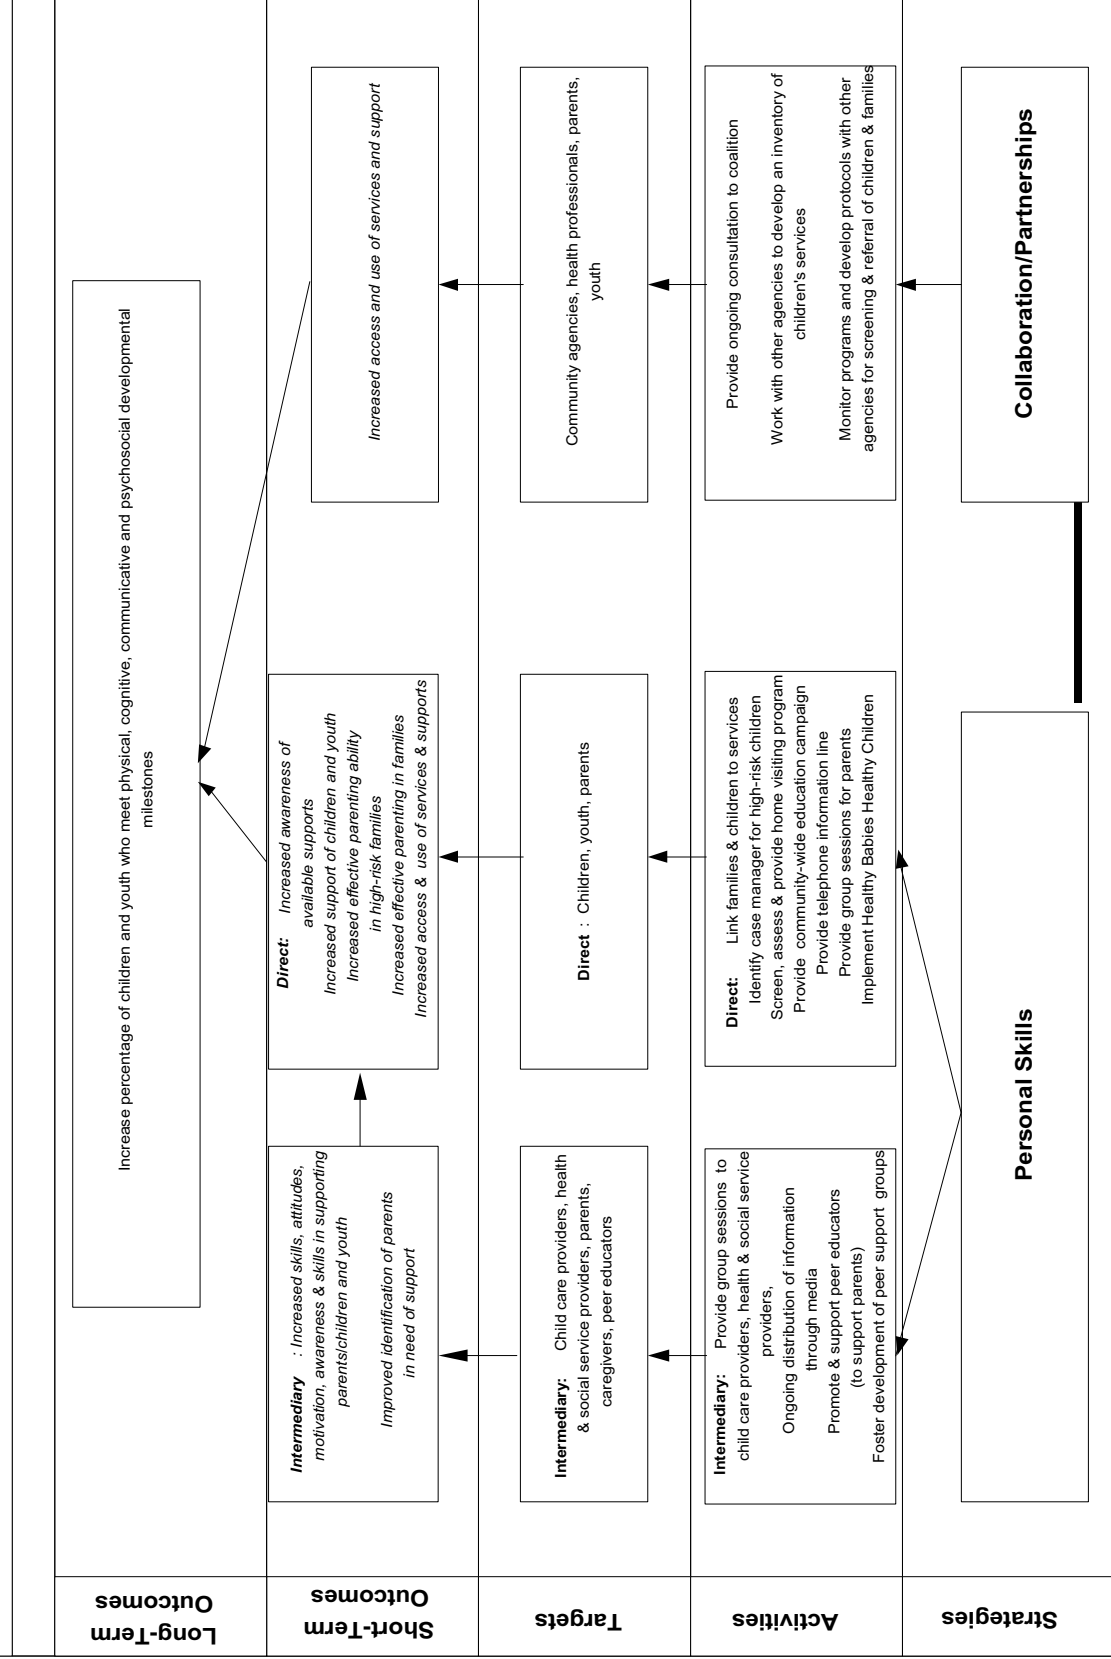 Long-Term
Outcomes
Increase percentage of children and youth who meet physical, cognitive, communicative and psychosocial developmental
milestones
Short-Term
Outcomes
Intermediary : Increased skills, attitudes,
motivation, awareness & skills in supporting
parents/children and youth
Improved identification of parents
in need of support
Direct: Increased awareness of
available supports
Increased support of children and youth
Increased effective parenting ability
in high-risk families
Increased effective parenting in families
Increased access & use of services & supports
Increased access and use of services and support
Targets
Intermediary: Child care providers, health
& social service providers, parents,
caregivers, peer educators
Direct : Children, youth, parents
Community agencies, health professionals, parents,
youth
Activities
Intermediary: Provide group sessions to
child care providers, health & social service
providers,
Ongoing distribution of information
through media
Promote & support peer educators
(to support parents)
Foster development of peer support groups
Direct: Link families & children to services
Identify case manager for high-risk children
Screen, assess & provide home visiting program
Provide community-wide education campaign
Provide telephone information line
Provide group sessions for parents
Implement Healthy Babies Healthy Children
Provide ongoing consultation to coalition
Work with other agencies to develop an inventory of
children's services
Monitor programs and develop protocols with other
agencies for screening & referral of children & families
Strategies
Personal Skills
Collaboration/Partnerships